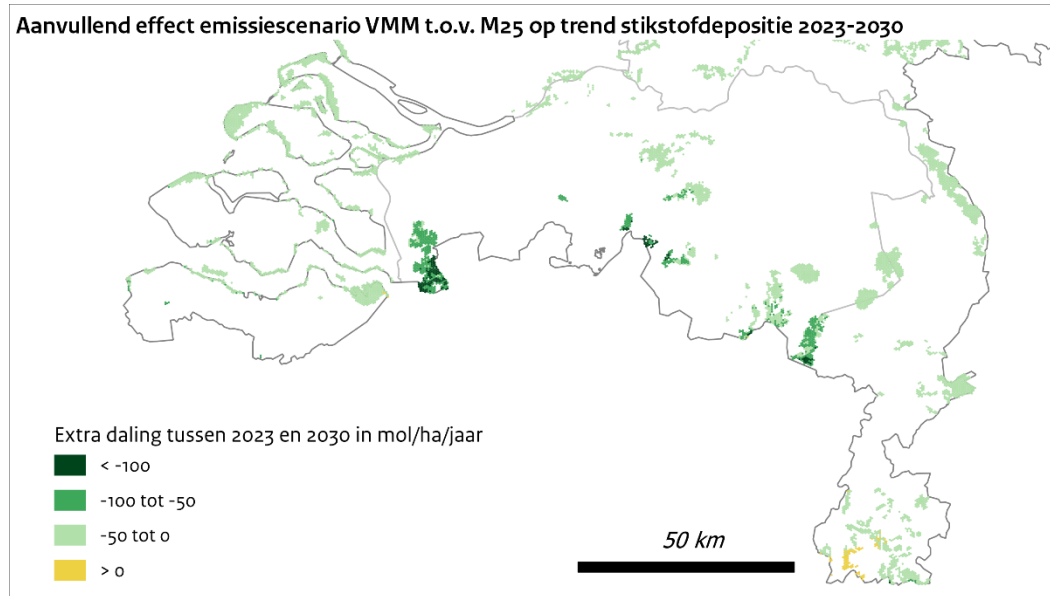 Aanvullend effect emissiescenario VMM t.o.v. M25 op trend stikstofdepositie 2023-2030
Extra daling tussen 2023 en 2030 in mol/ha/jaar
< -100
-100 tot -50
-50 tot 0
> 0
50 km